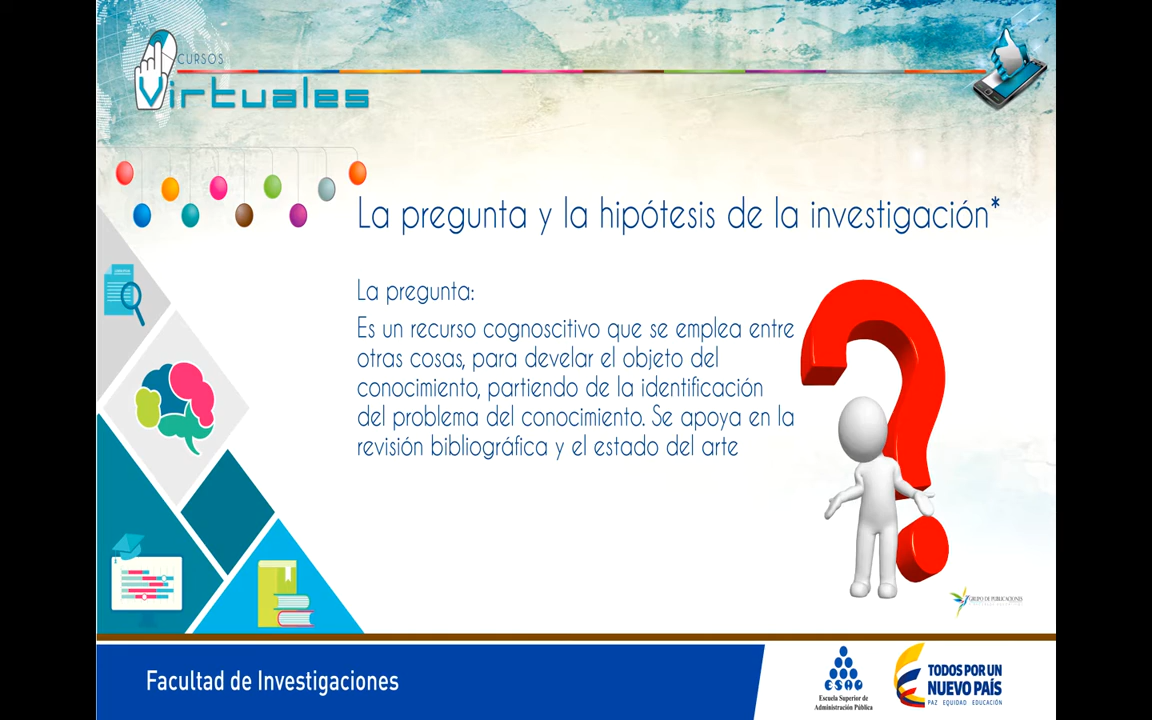 CURSOS
Virtuales
La pregunta y la hipótesis de la investigación*
La pregunta:
Es un recurso cognoscitivo que se emplea entre
otras cosas, para develar el objeto del
conocimiento, partiendo de la identificación
del problema del conocimiento. Se apoya en la
revisión bibliográfica y el estado del arte
GRUPO DE PUBLICACIONES
Facultad de Investigaciones
ESAP
Escuela Superior de
Administración Pública
TODOS POR UN
NUEVO PAÍS
PAZ EQUIDAD EDUCACIÓN